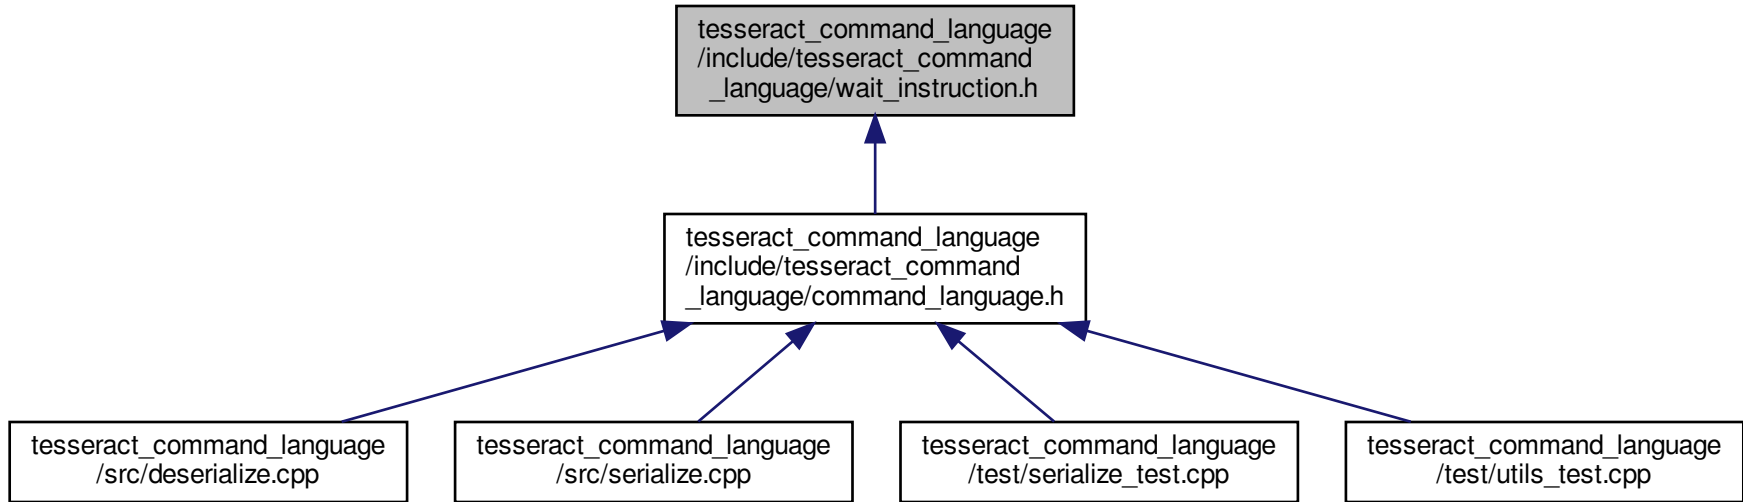 tesseract_command_language
/include/tesseract_command
_language/wait_instruction.h
tesseract_command_language
/include/tesseract_command
_language/command_language.h
tesseract_command_language
/src/deserialize.cpp
tesseract_command_language
/src/serialize.cpp
tesseract_command_language
/test/serialize_test.cpp
tesseract_command_language
/test/utils_test.cpp